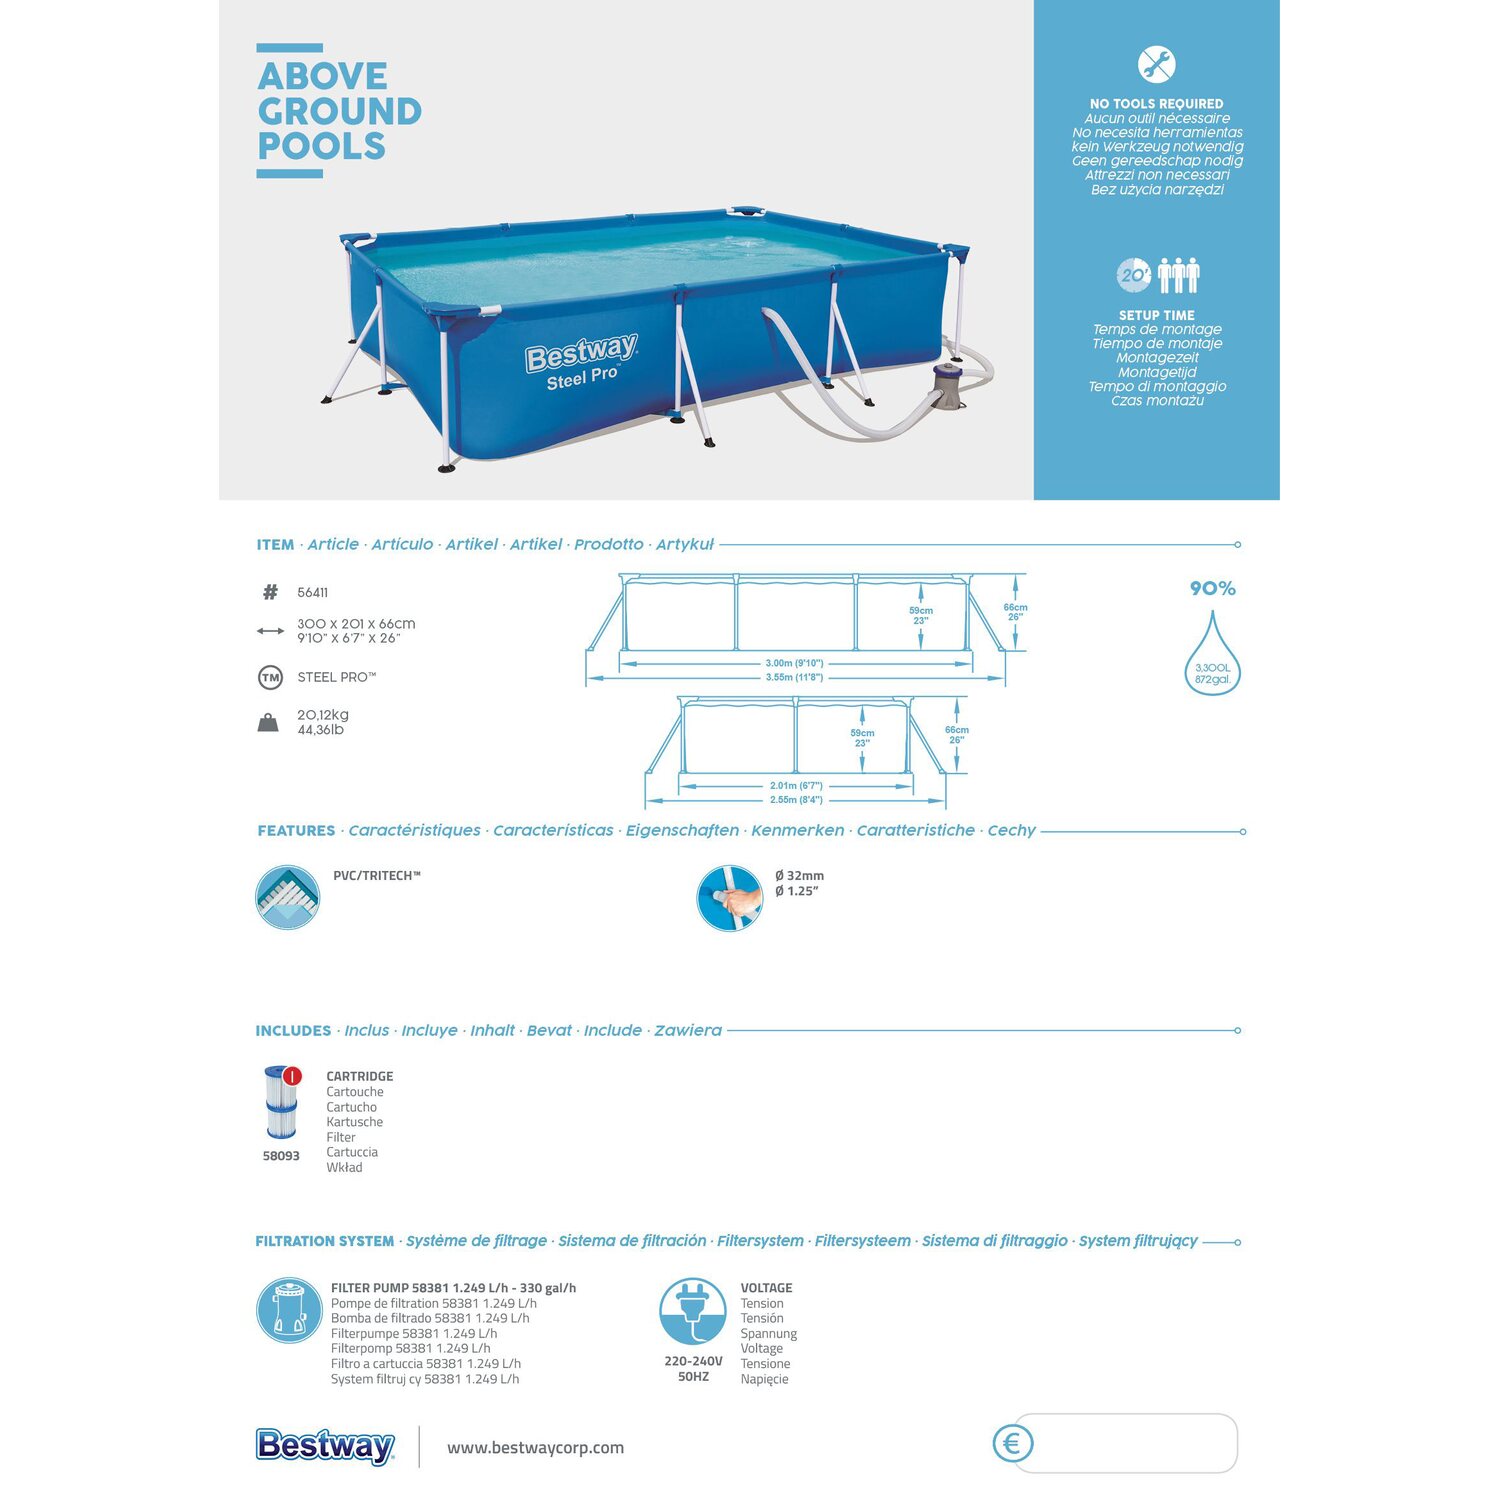 ABOVE
GROUND
POOLS
NO TOOLS REQUIRED
Aucun outil nécessaire
No necesita herramientas
kein Werkzeug notwendig
Geen gereedschap nodig
Attrezzi non necessari
Bez użycia narzędzi
20'
SETUP TIME
Temps de montage
Tiempo de montaje
Montagezeit
Montagetijd
Tempo di montaggio
Czas montażu
Bestway
Steel Pro™
ITEM · Article · Artículo · Artikel · Artikel · Prodotto · Artykuł
# 56411
300 x 201 x 66cm
9'10" x 6'7" x 26"
TM STEEL PRO™
20,12kg
44,36lb
59cm
23"
66cm
26"
3.00m (9'10")
3.55m (11'8")
59cm
23"
66cm
26"
2.01m (6'7")
2.55m (8'4")
90%
3,300L
872gal.
FEATURES · Caractéristiques · Características · Eigenschaften · Kenmerken · Caratteristiche · Cechy
PVC/TRITECH™
Ø 32mm
Ø 1.25"
INCLUDES · Inclus · Incluye · Inhalt · Bevat · Include · Zawiera
I
58093
CARTRIDGE
Cartouche
Cartucho
Kartusche
Filter
Cartuccia
Wkład
FILTRATION SYSTEM · Système de filtrage · Sistema de filtración · Filtersystem · Filtersysteem · Sistema di filtraggio · System filtrujący
FILTER PUMP 58381 1.249 L/h - 330 gal/h
Pompe de filtration 58381 1.249 L/h
Bomba de filtrado 58381 1.249 L/h
Filterpumpe 58381 1.249 L/h
Filterpomp 58381 1.249 L/h
Filtro a cartuccia 58381 1.249 L/h
System filtruj cy 58381 1.249 L/h
220-240V
50HZ
VOLTAGE
Tension
Tensión
Spannung
Voltage
Tensione
Napięcie
Bestway®
www.bestwaycorp.com
€